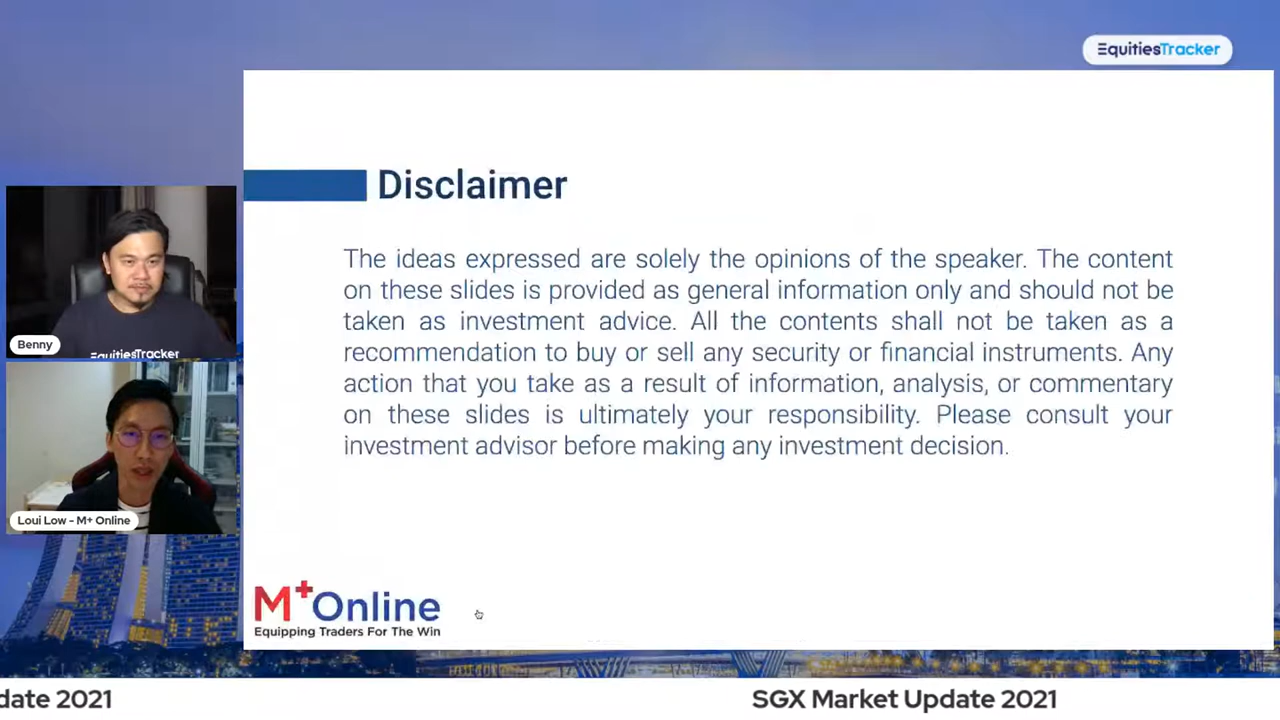 EquitiesTracker
Disclaimer
The ideas expressed are solely the opinions of the speaker. The content
on these slides is provided as general information only and should not be
taken as investment advice. All the contents shall not be taken as a
recommendation to buy or sell any security or financial instruments. Any
action that you take as a result of information, analysis, or commentary
on these slides is ultimately your responsibility. Please consult your
investment advisor before making any investment decision.
Benny
EquitiesTracker
Loui Low - M+ Online
M+Online
Equipping Traders For The Win
date 2021
SGX Market Update 2021